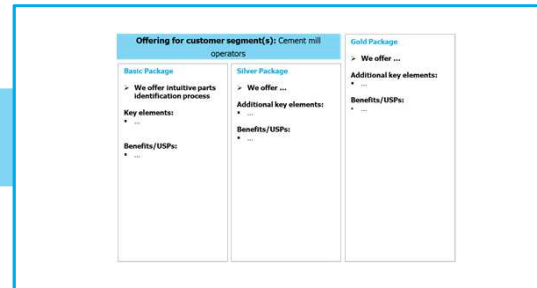 Offering for customer segment(s): Cement mill
operators
Basic Package
➢ We offer intuitive parts
identification process
Key elements:
• ...
Benefits/USPs:
• ...
Silver Package
➢ We offer ...
Additional key elements:
• ...
Benefits/USPs:
• ...
Gold Package
➢ We offer ...
Additional key elements:
• ...
Benefits/USPs:
• ...